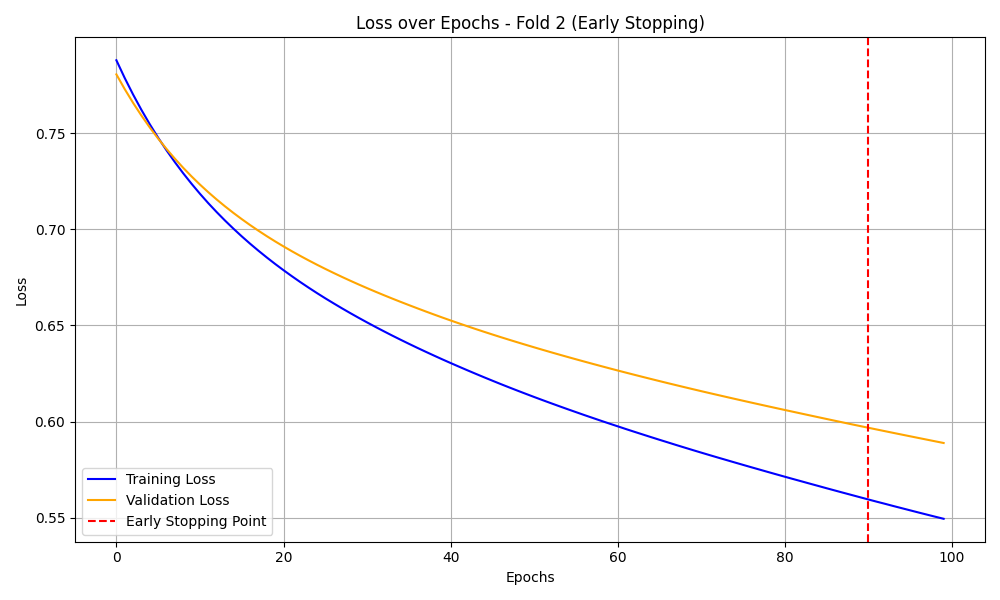 Loss over Epochs - Fold 2 (Early Stopping)
Loss
0.75
0.70
0.65
0.60
0.55
Training Loss
Validation Loss
Early Stopping Point
0 20 40 60 80 100
Epochs